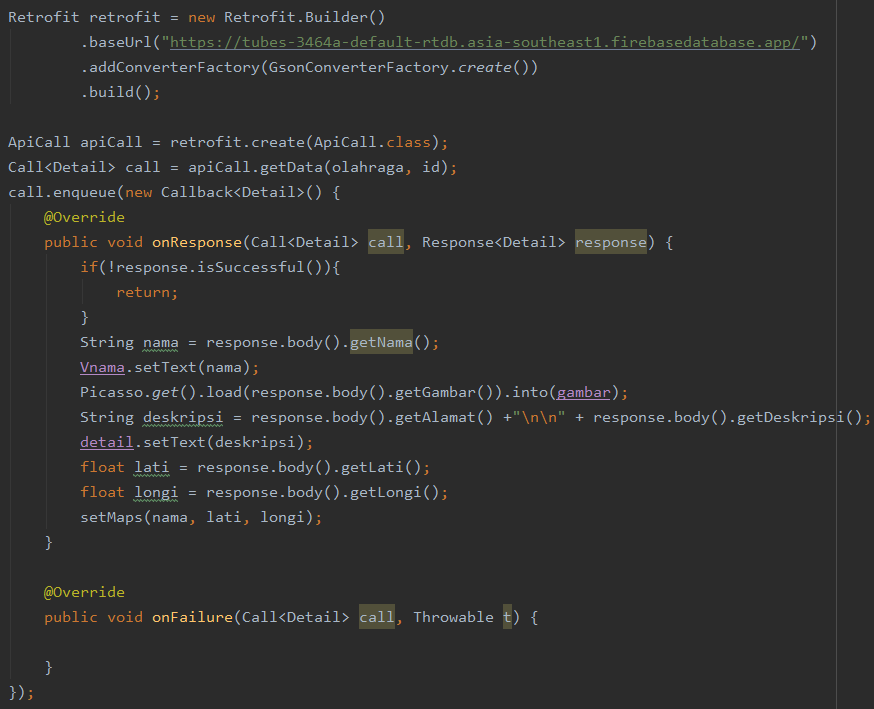 Retrofit retrofit = new Retrofit.Builder()
        .baseUrl("https://tubes-3464a-default-rtdb.asia-southeast1.firebasedatabase.app/")
        .addConverterFactory(GsonConverterFactory.create())
        .build();

ApiCall apiCall = retrofit.create(ApiCall.class);
Call<Detail> call = apiCall.getData(olahraga, id);
call.enqueue(new Callback<Detail>() {
    @Override
    public void onResponse(Call<Detail> call, Response<Detail> response) {
        if(!response.isSuccessful()){
            return;
        }
        String nama = response.body().getNama();
        Vnama.setText(nama);
        Picasso.get().load(response.body().getGambar()).into(gambar);
        String deskripsi = response.body().getAlamat() +"\n\n" + response.body().getDeskripsi();
        detail.setText(deskripsi);
        float lati = response.body().getLati();
        float longi = response.body().getLongi();
        setMaps(nama, lati, longi);
    }

    @Override
    public void onFailure(Call<Detail> call, Throwable t) {

    }
});